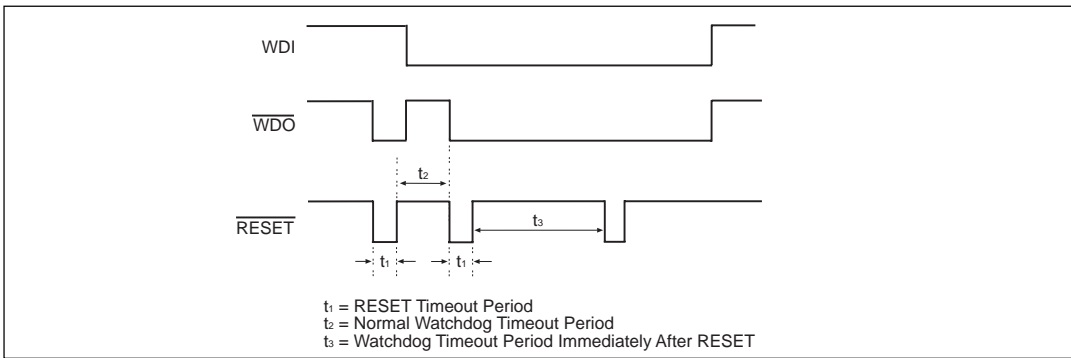 WDI
WDO
t2
RESET
t3
t1
t1
t1 = RESET Timeout Period
t2 = Normal Watchdog Timeout Period
t3 = Watchdog Timeout Period Immediately After RESET